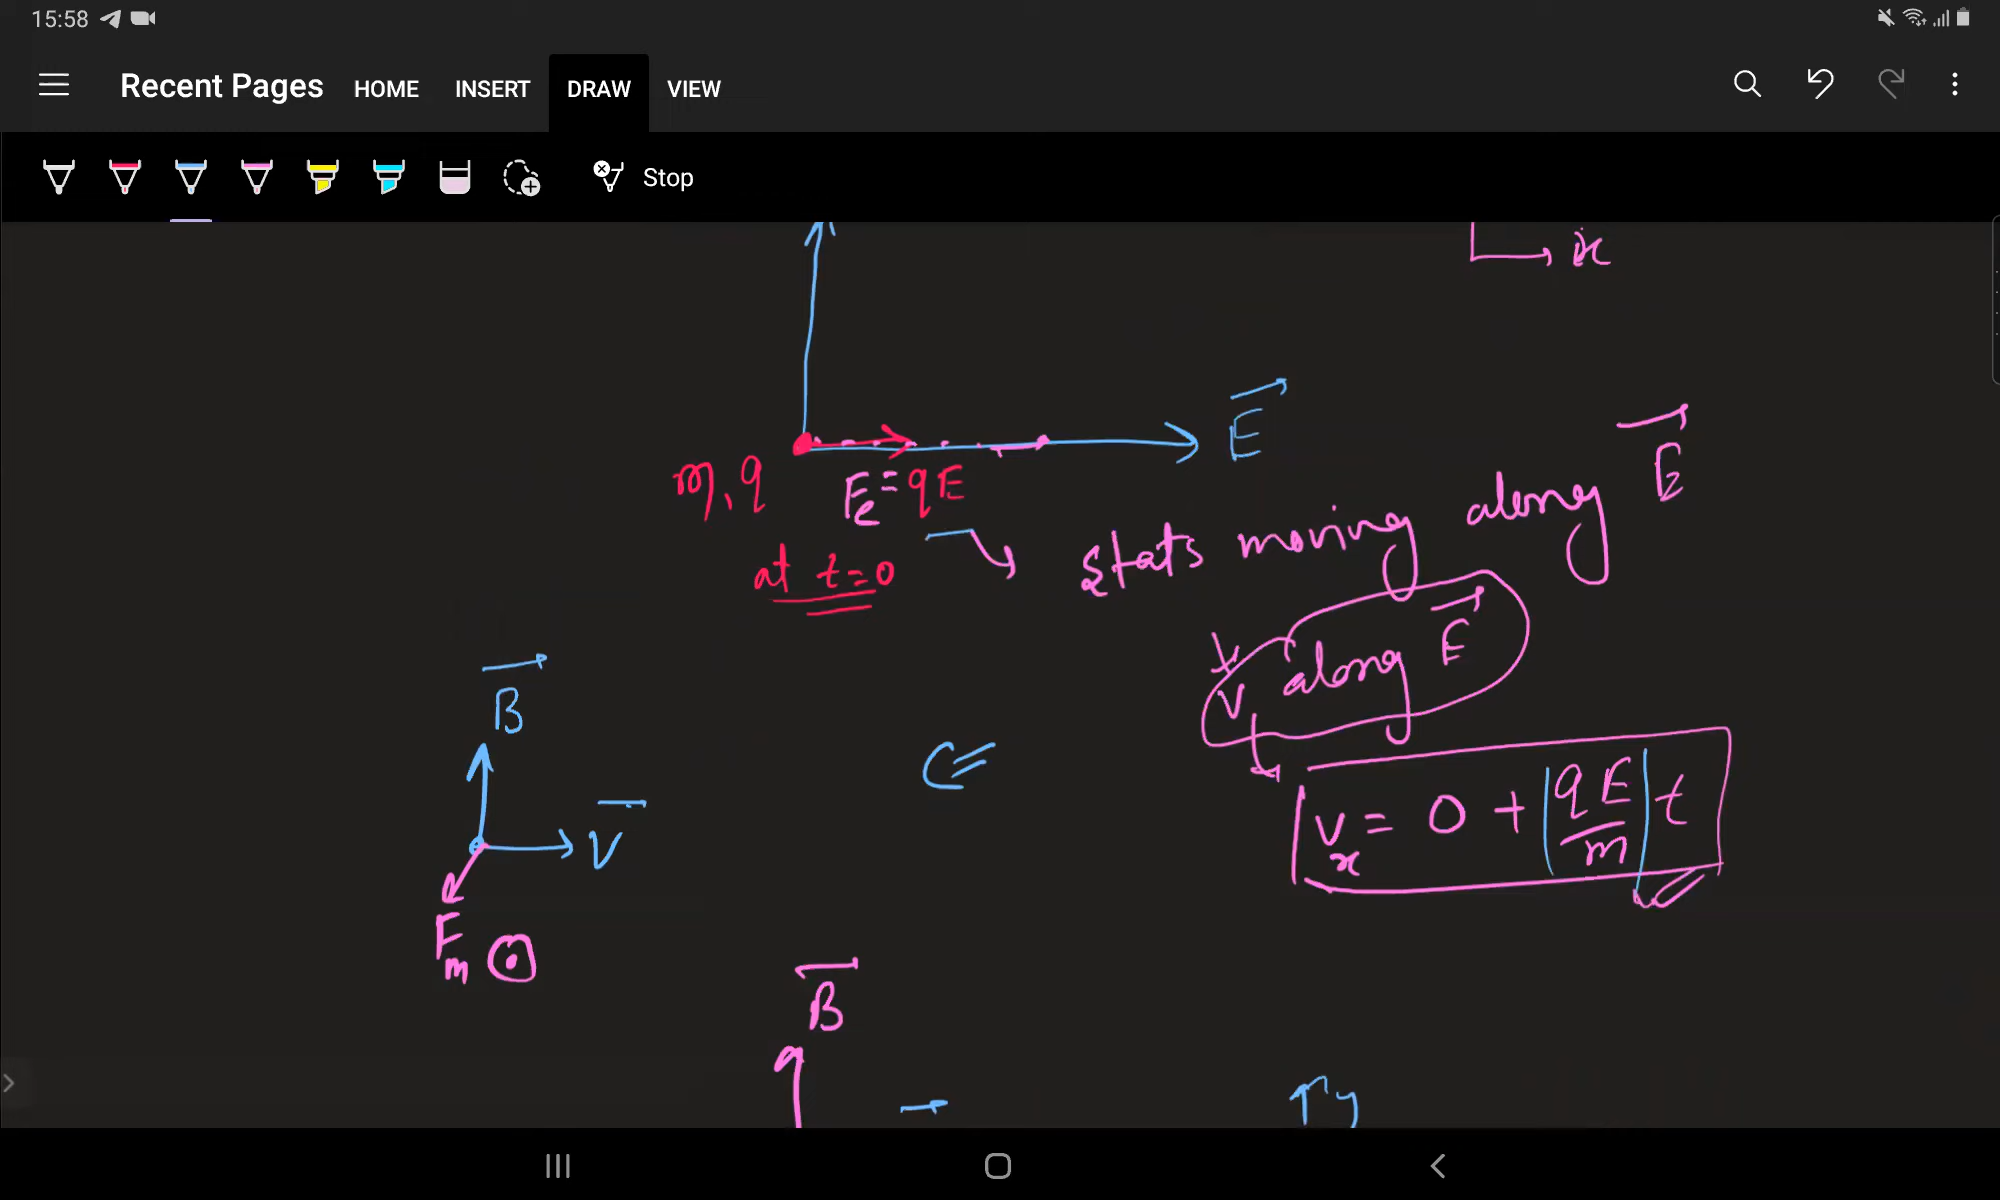 15:58
Recent Pages HOME INSERT DRAW VIEW
Stop
x
E
m, q
Fe = qE
at t=0
stats moving along E
v along E
B
v
vx = 0 + |qE/m| t
Fm
B
y